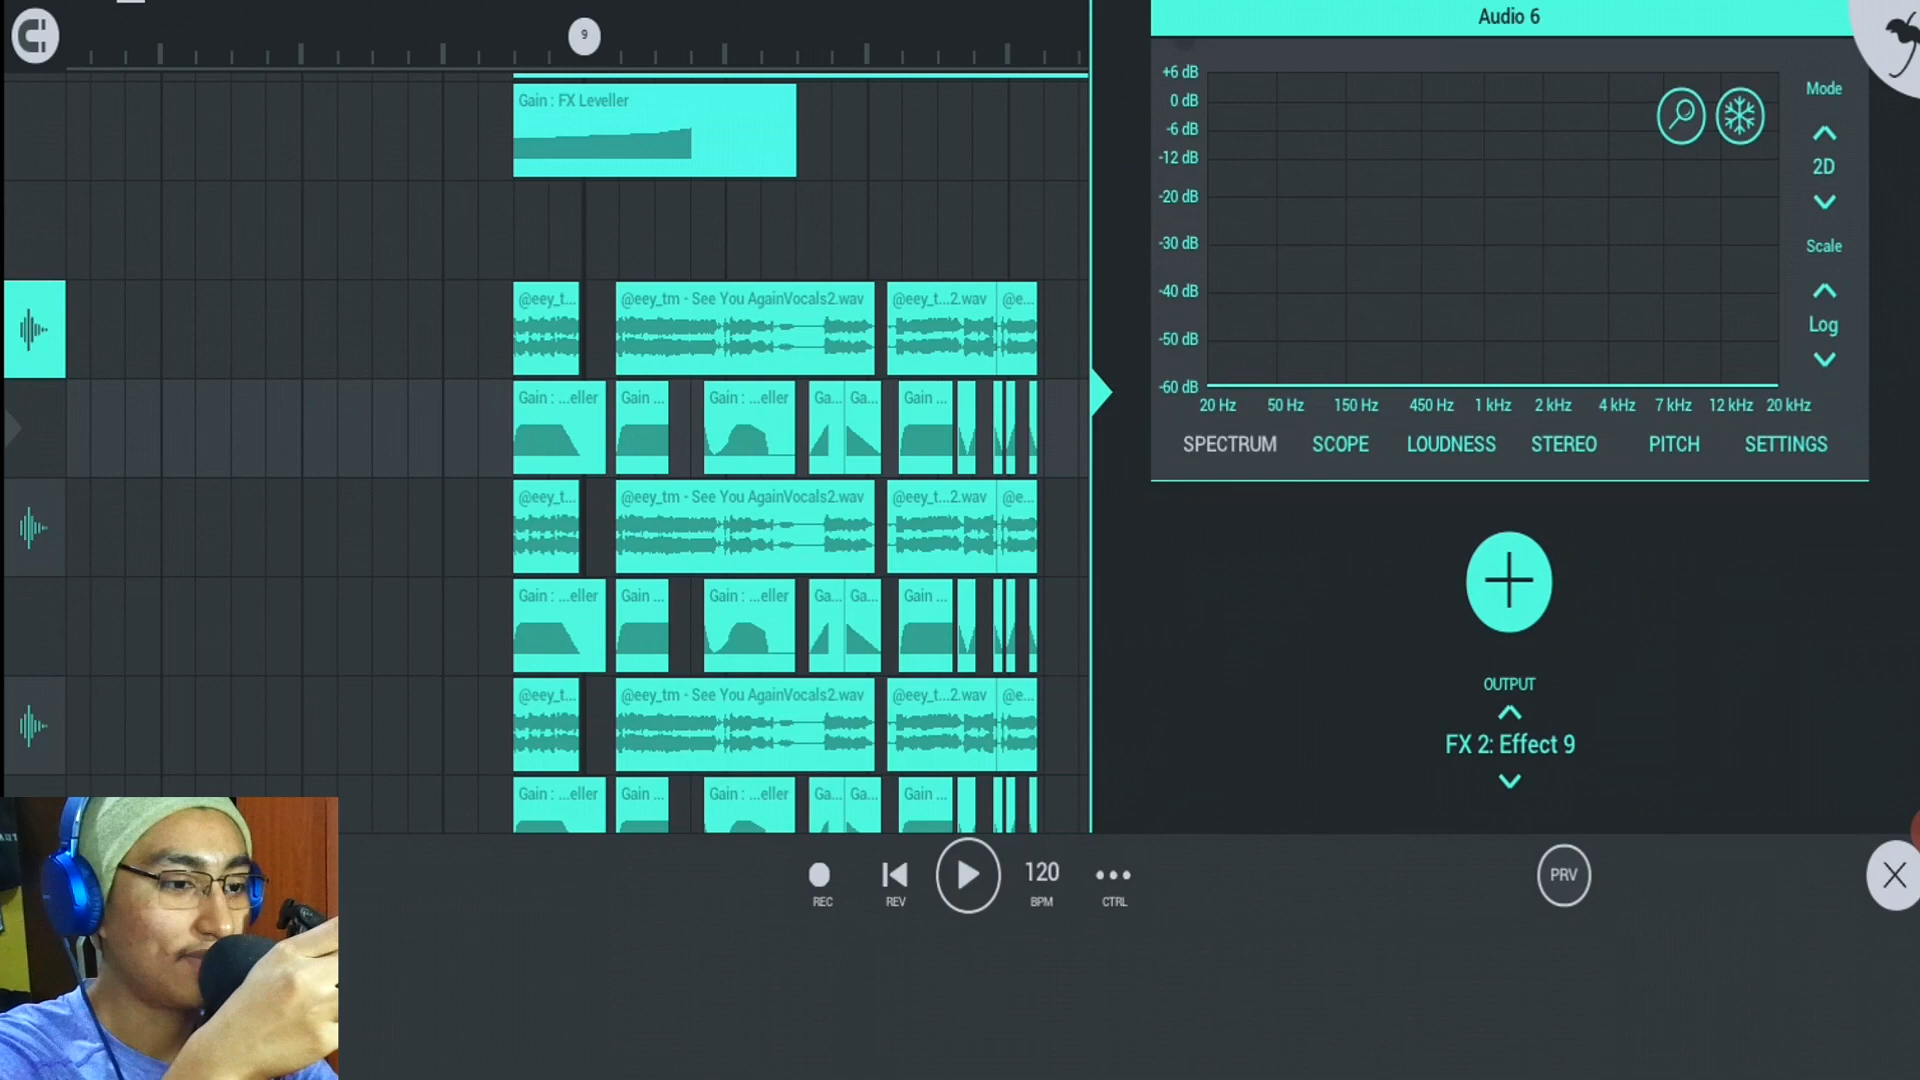 Audio 6
9
Gain : FX Leveller
+6 dB
0 dB
-6 dB
-12 dB
-20 dB
-30 dB
-40 dB
-50 dB
-60 dB
Mode
2D
Scale
Log
20 Hz 50 Hz 150 Hz 450 Hz 1 kHz 2 kHz 4 kHz 7 kHz 12 kHz 20 kHz
SPECTRUM SCOPE LOUDNESS STEREO PITCH SETTINGS
@eey_t... @eey_tm - See You AgainVocals2.wav @eey_t...2.wav @e...
Gain : ...eller Gain ... Gain : ...eller Ga... Ga... Gain ...
@eey_t... @eey_tm - See You AgainVocals2.wav @eey_t...2.wav @e...
Gain : ...eller Gain ... Gain : ...eller Ga... Ga... Gain ...
@eey_t... @eey_tm - See You AgainVocals2.wav @eey_t...2.wav @e...
Gain : ...eller Gain ... Gain : ...eller Ga... Ga... Gain ...
OUTPUT
FX 2: Effect 9
REC
REV
120
BPM
CTRL
PRV